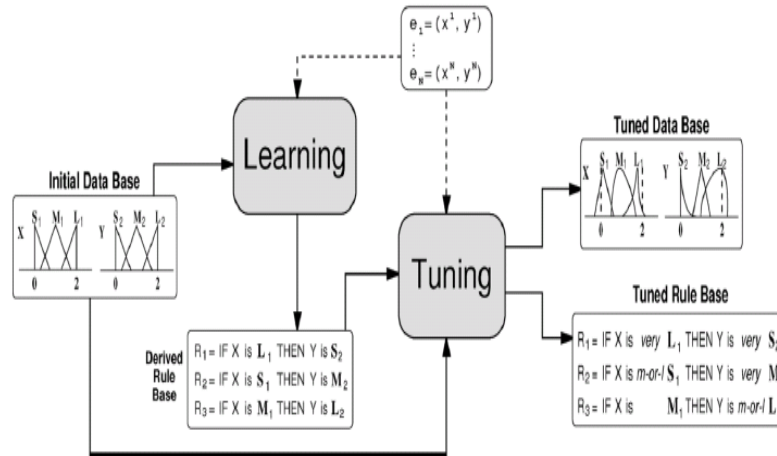 e₁=(x¹, y¹)
⋮
e_N=(x^N, y^N)
Learning
Initial Data Base
X S₁ M₁ L₁ 0 2
Y S₂ M₂ L₂ 0 2
Tuned Data Base
X S₁ M₁ L₁ 0 2
Y S₂ M₂ L₂ 0 2
Tuning
Derived
Rule
Base
R₁= IF X is L₁ THEN Y is S₂
R₂= IF X is S₁ THEN Y is M₂
R₃= IF X is M₁ THEN Y is L₂
Tuned Rule Base
R₁= IF X is very L₁ THEN Y is very S₂
R₂= IF X is m-or-l S₁ THEN Y is very M
R₃= IF X is M₁ THEN Y is m-or-l L